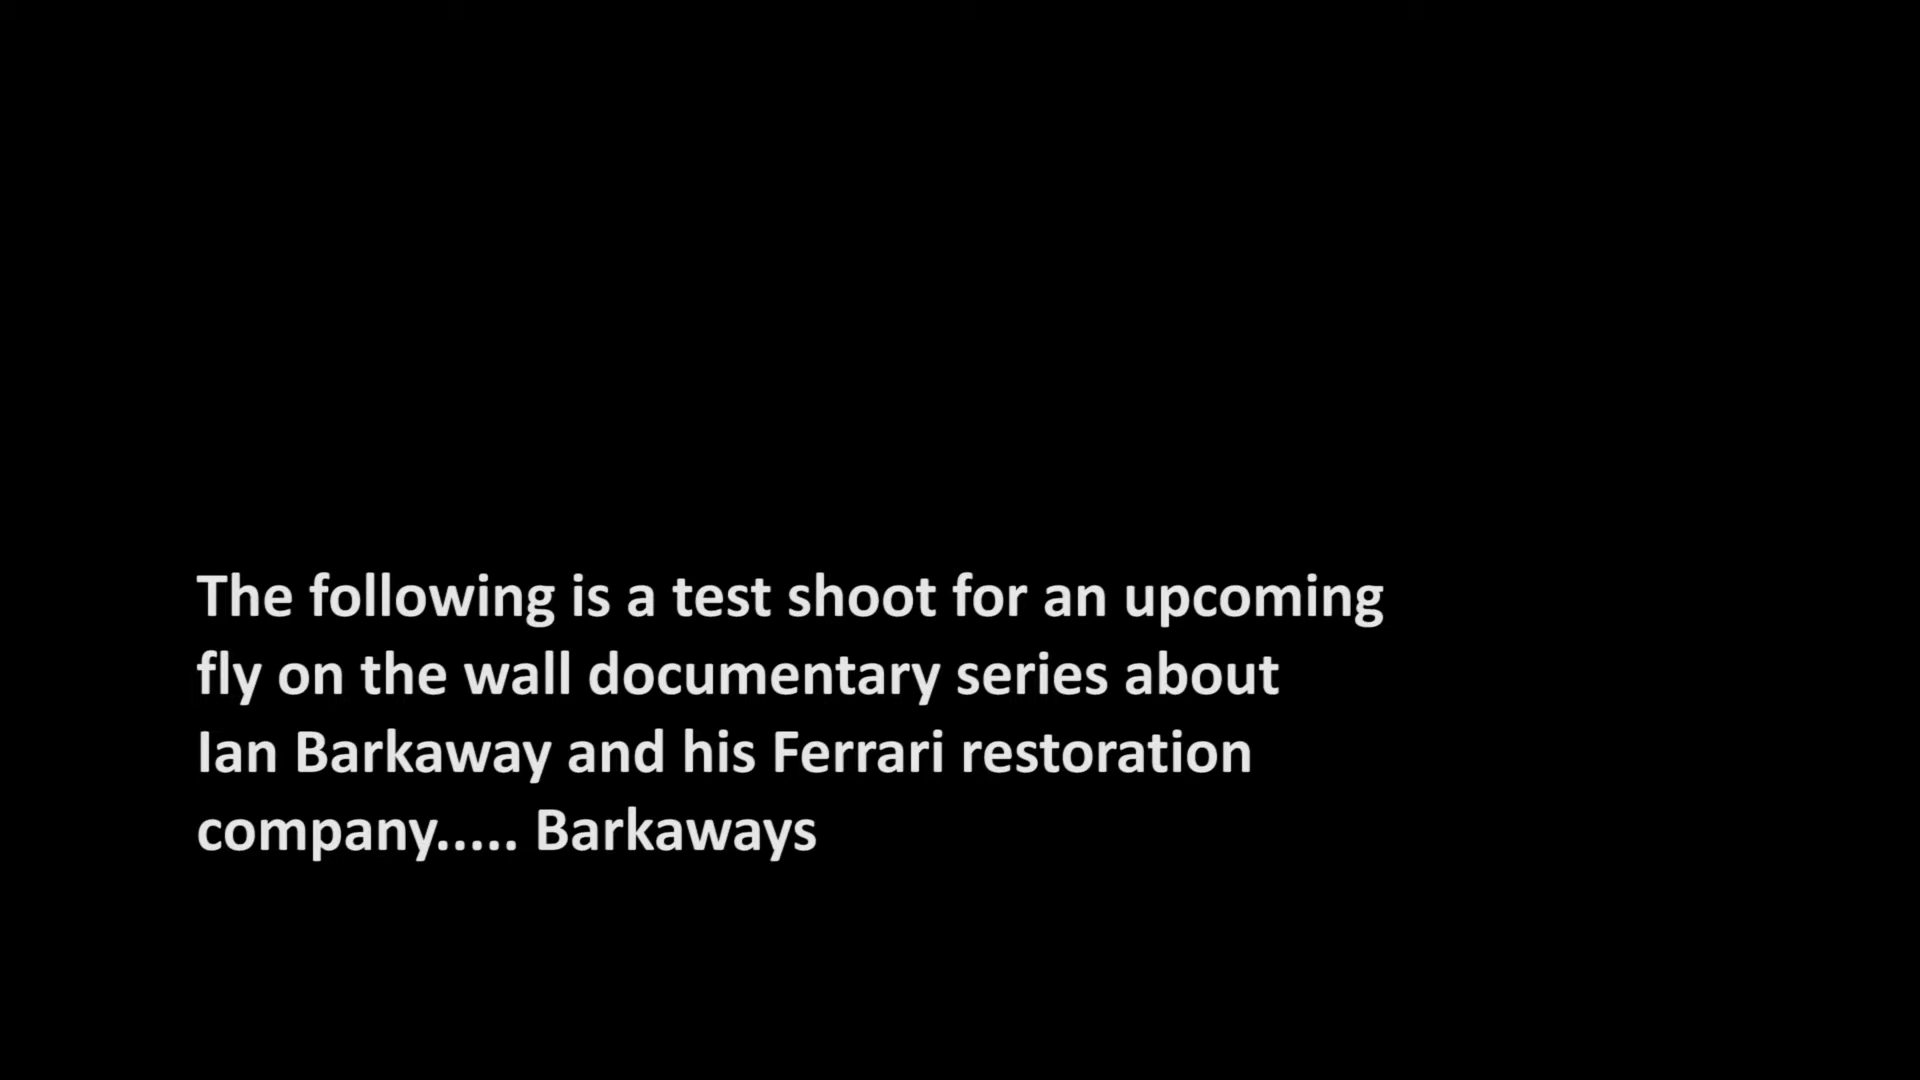 The following is a test shoot for an upcoming
fly on the wall documentary series about
Ian Barkaway and his Ferrari restoration
company..... Barkaways